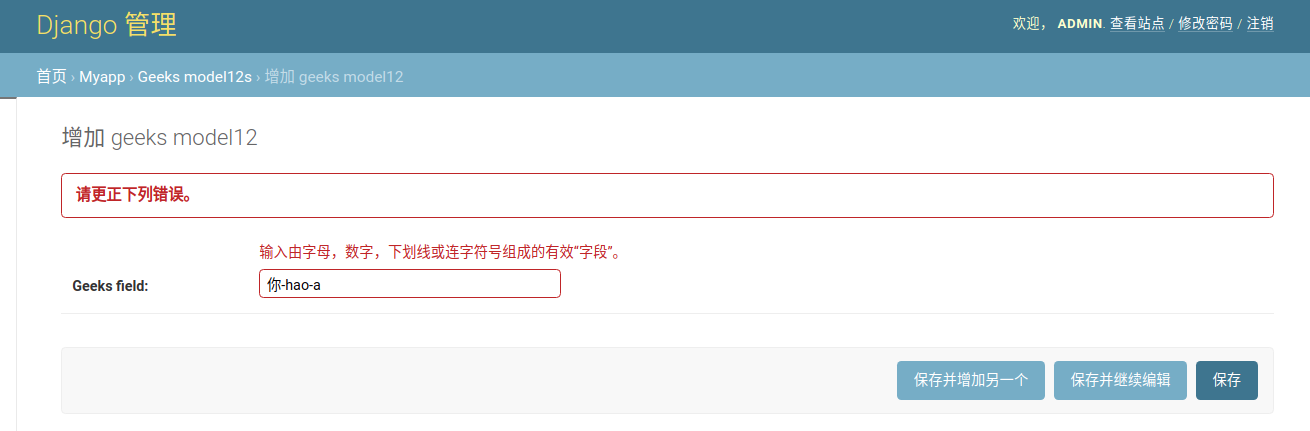 Django 管理
欢迎， ADMIN. 查看站点 / 修改密码 / 注销
首页 › Myapp › Geeks model12s › 增加 geeks model12
增加 geeks model12
请更正下列错误。
输入由字母，数字，下划线或连字符号组成的有效“字段”。
Geeks field: 你-hao-a
保存并增加另一个 保存并继续编辑 保存